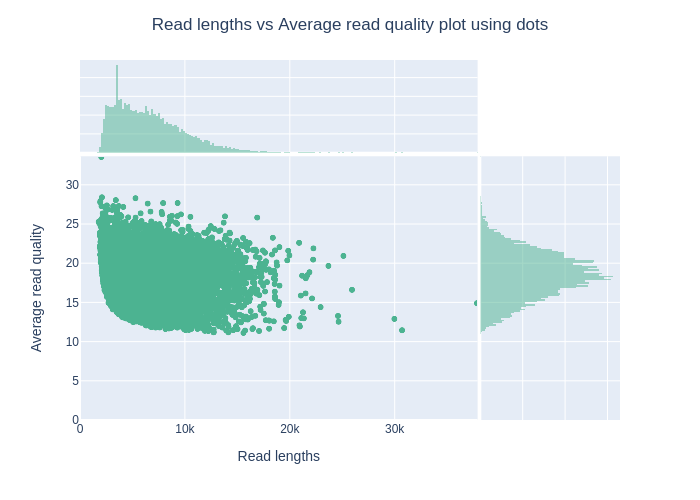 Read lengths vs Average read quality plot using dots
30
25
20
15
10
5
0
0
10k
20k
30k
Average read quality
Read lengths